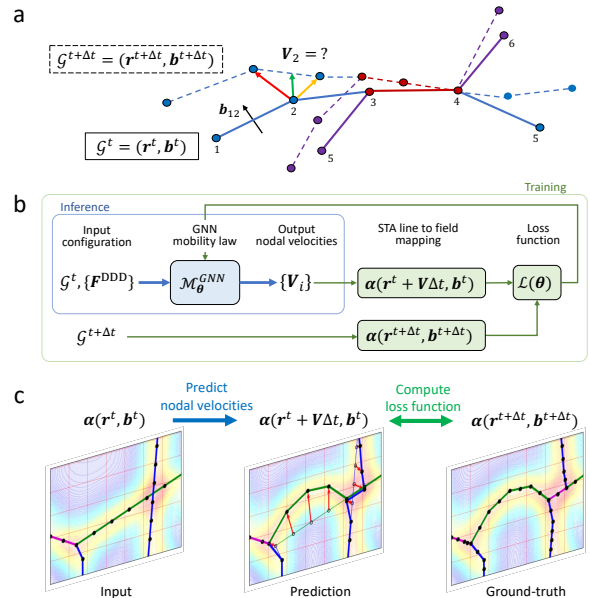 a
𝒢^{t+Δt} = (r^{t+Δt}, b^{t+Δt})
V_2 = ?
6
2
3
4
b_{12}
𝒢^t = (r^t, b^t)
1
5
5
Training
b
Inference
Input configuration
GNN mobility law
Output nodal velocities
STA line to field mapping
Loss function
𝒢^t, {F^{DDD}}
ℳ_θ^{GNN}
{V_i}
α(r^t + VΔt, b^t)
ℒ(θ)
𝒢^{t+Δt}
α(r^{t+Δt}, b^{t+Δt})
c
Predict nodal velocities
Compute loss function
α(r^t, b^t)
α(r^t + VΔt, b^t)
α(r^{t+Δt}, b^{t+Δt})
Input
Prediction
Ground-truth